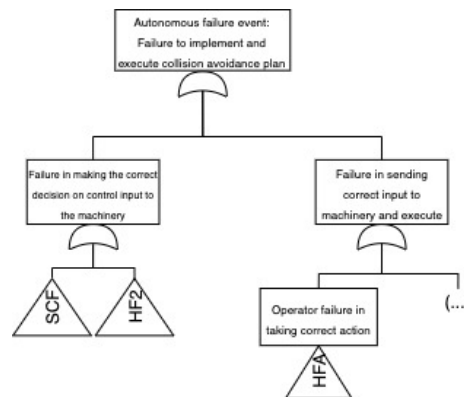 Autonomous failure event:
Failure to implement and
execute collision avoidance plan
Failure in making the correct
decision on control input to
the machinery
Failure in sending
correct input to
machinery and execute
SCF
HF2
Operator failure in
taking correct action
(...
HFA